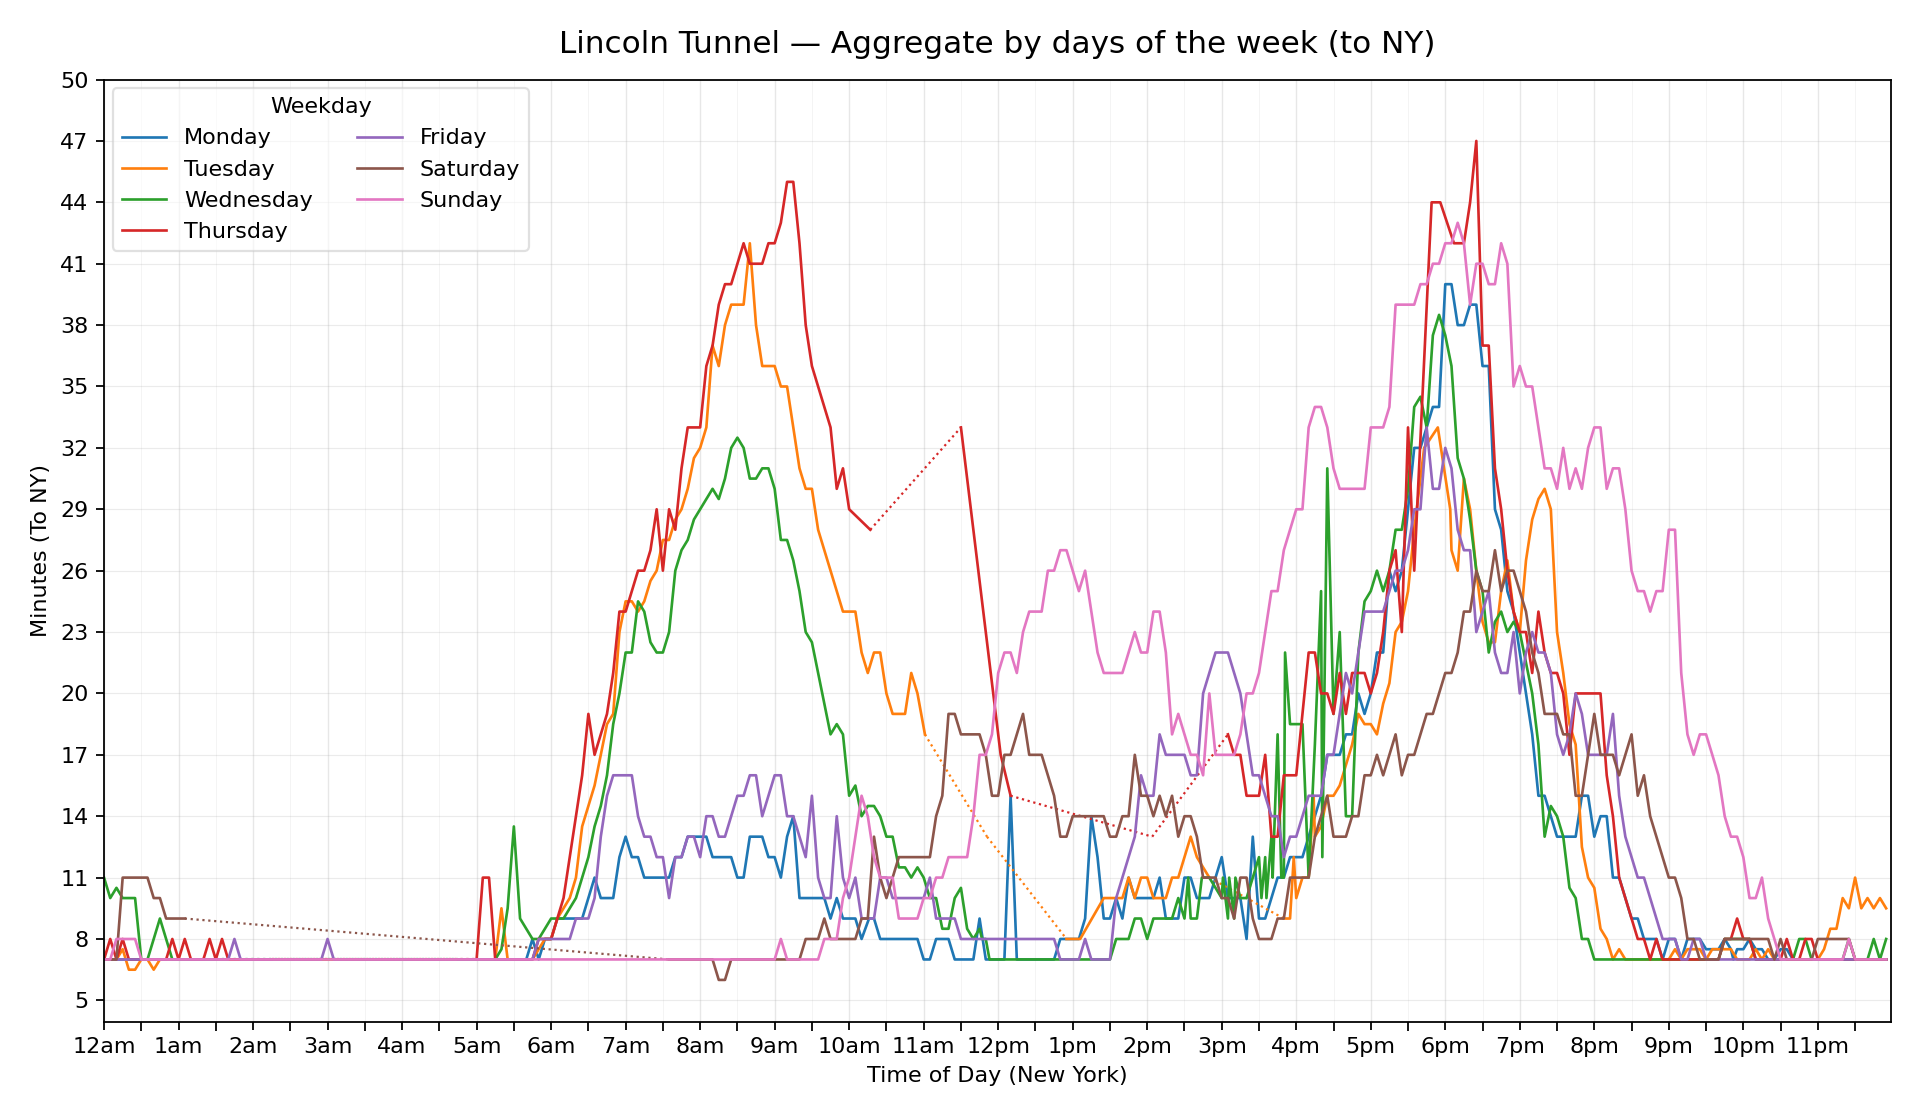 Lincoln Tunnel — Aggregate by days of the week (to NY)
Weekday
Monday
Tuesday
Wednesday
Thursday
Friday
Saturday
Sunday
Minutes (To NY)
50
47
44
41
38
35
32
29
26
23
20
17
14
11
8
5
12am 1am 2am 3am 4am 5am 6am 7am 8am 9am 10am 11am 12pm 1pm 2pm 3pm 4pm 5pm 6pm 7pm 8pm 9pm 10pm 11pm
Time of Day (New York)